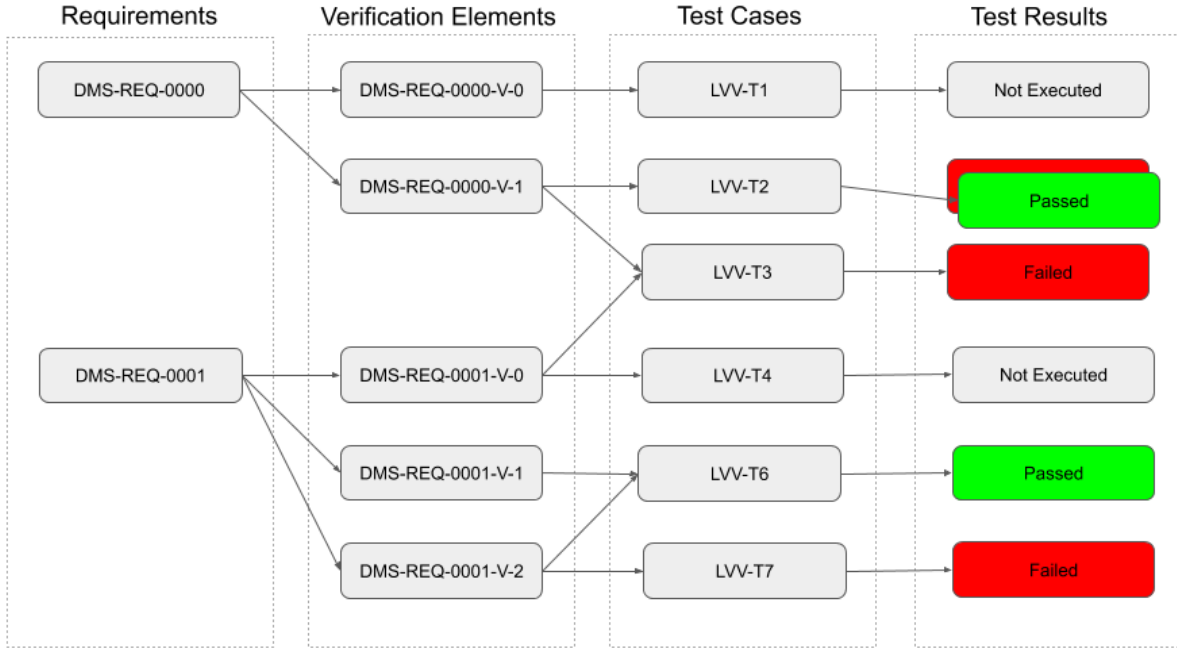 Requirements
Verification Elements
Test Cases
Test Results
DMS-REQ-0000
DMS-REQ-0000-V-0
LVV-T1
Not Executed
DMS-REQ-0000-V-1
LVV-T2
Passed
LVV-T3
Failed
DMS-REQ-0001
DMS-REQ-0001-V-0
LVV-T4
Not Executed
DMS-REQ-0001-V-1
LVV-T6
Passed
DMS-REQ-0001-V-2
LVV-T7
Failed